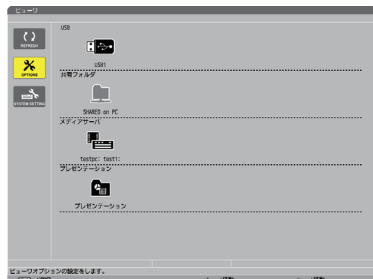 ビューワ
REFRESH
OPTIONS
SYSTEM SETTING
USB
USB1
共有フォルダ
SHARED on PC
メディアサーバ
testpc: test1:
プレゼンテーション
プレゼンテーション
ビューワオプションの設定をします。